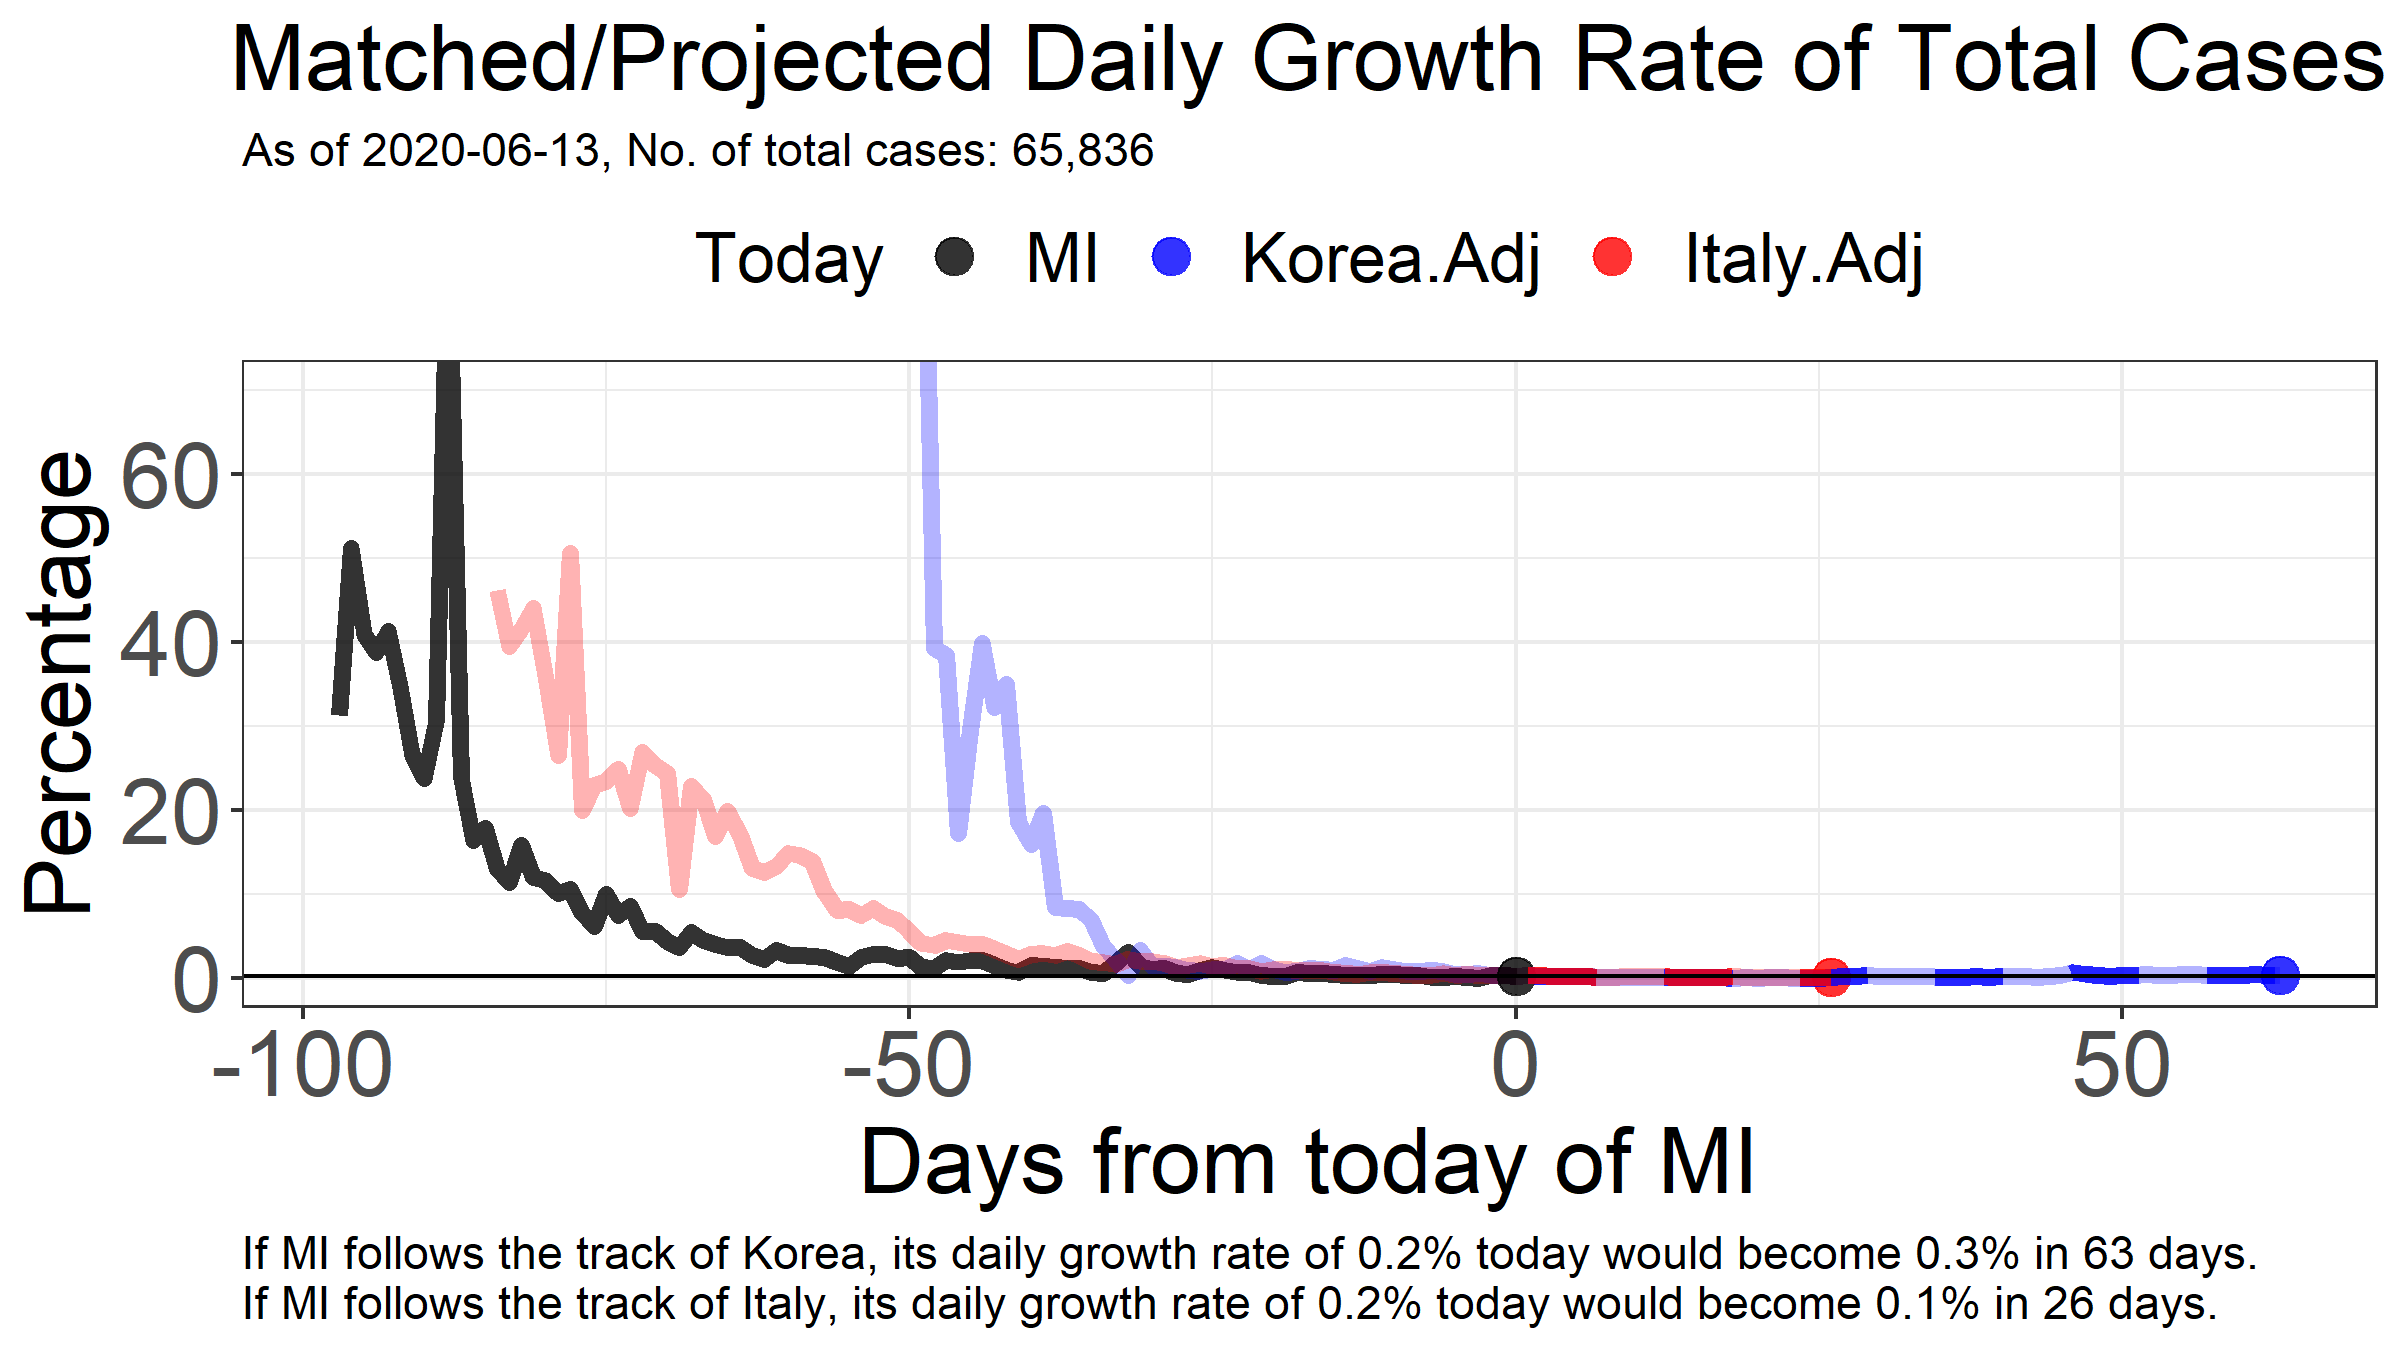 Matched/Projected Daily Growth Rate of Total Cases
As of 2020-06-13, No. of total cases: 65,836
Today MI Korea.Adj Italy.Adj
Percentage
60
40
20
0
-100 -50 0 50
Days from today of MI
If MI follows the track of Korea, its daily growth rate of 0.2% today would become 0.3% in 63 days.
If MI follows the track of Italy, its daily growth rate of 0.2% today would become 0.1% in 26 days.